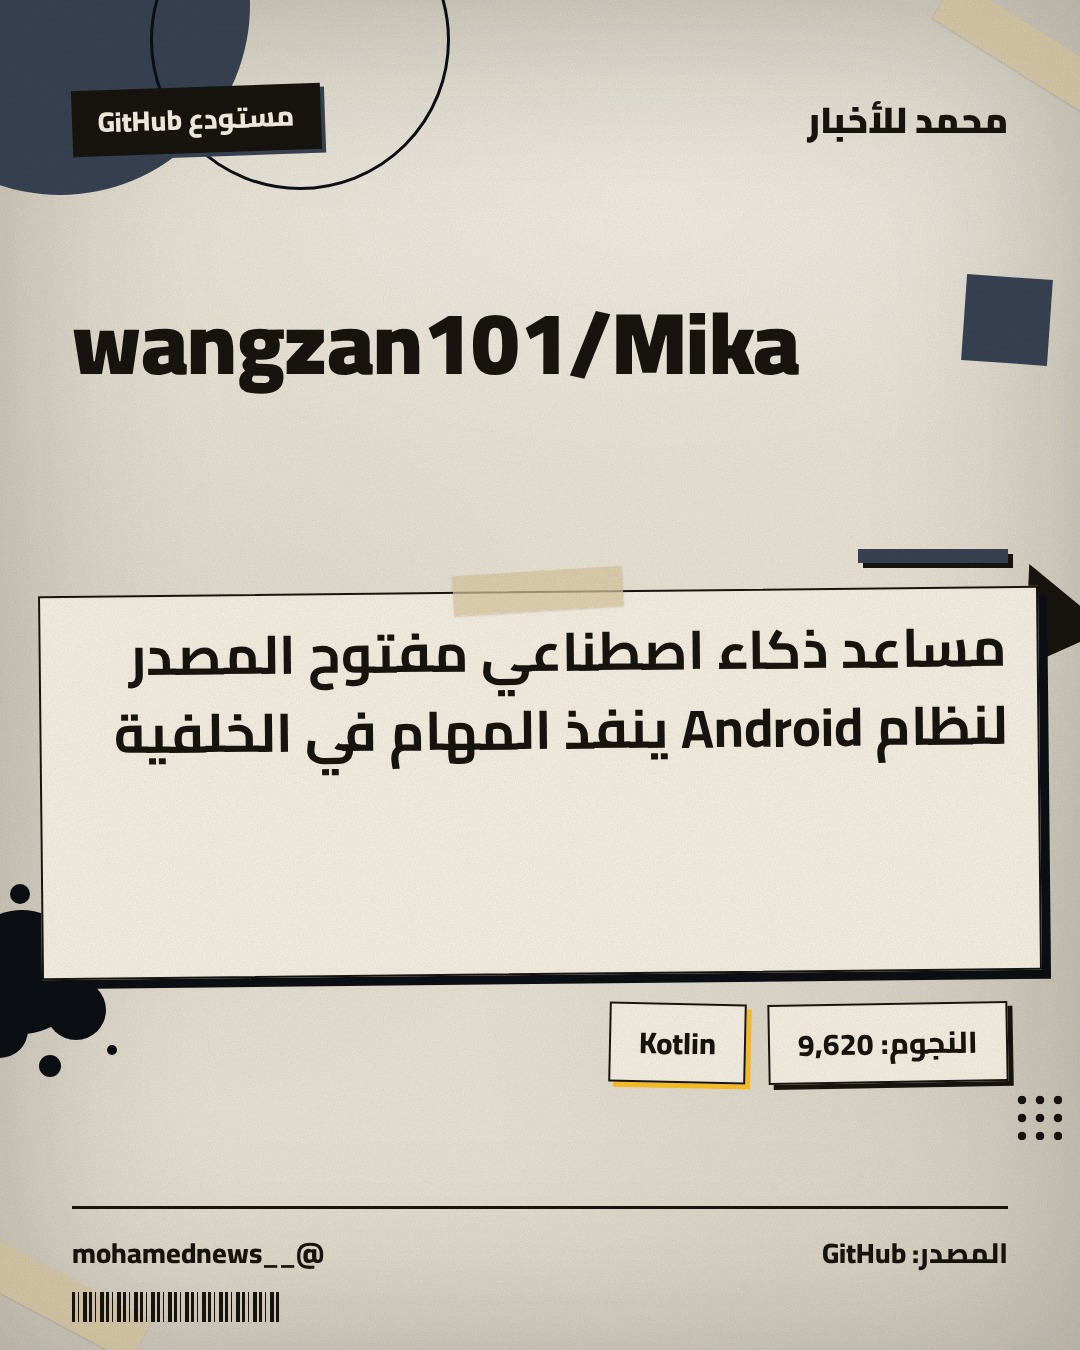 محمد للأخبار
مستودع GitHub
wangzan101/Mika
مساعد ذكاء اصطناعي مفتوح المصدر
لنظام Android ينفذ المهام في الخلفية
النجوم: 9,620
Kotlin
المصدر: GitHub
mohamednews__@